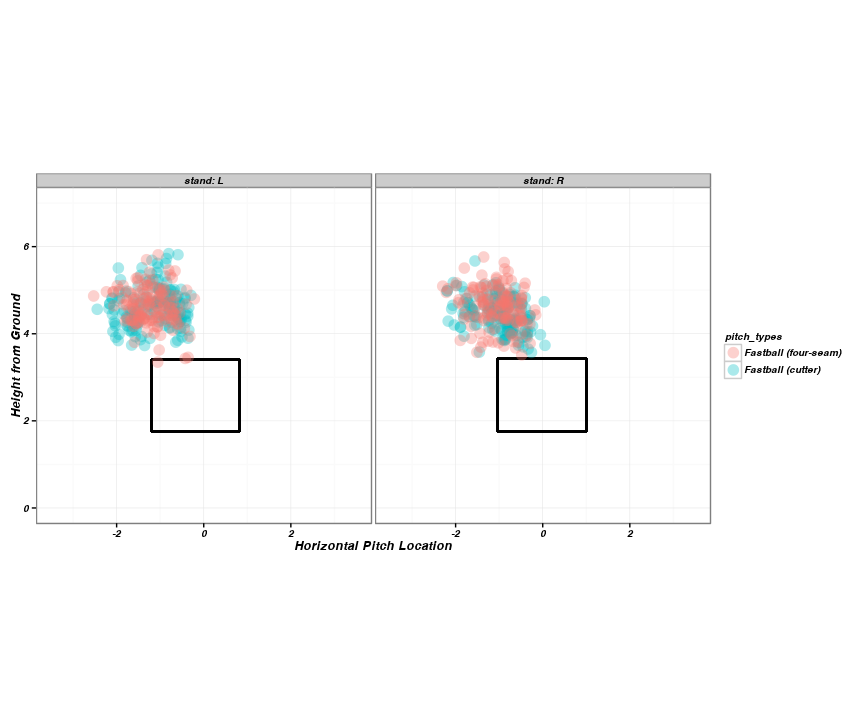 stand: L
stand: R
6
4
2
0
Height from Ground
-2
0
2
-2
0
2
Horizontal Pitch Location
pitch_types
Fastball (four-seam)
Fastball (cutter)